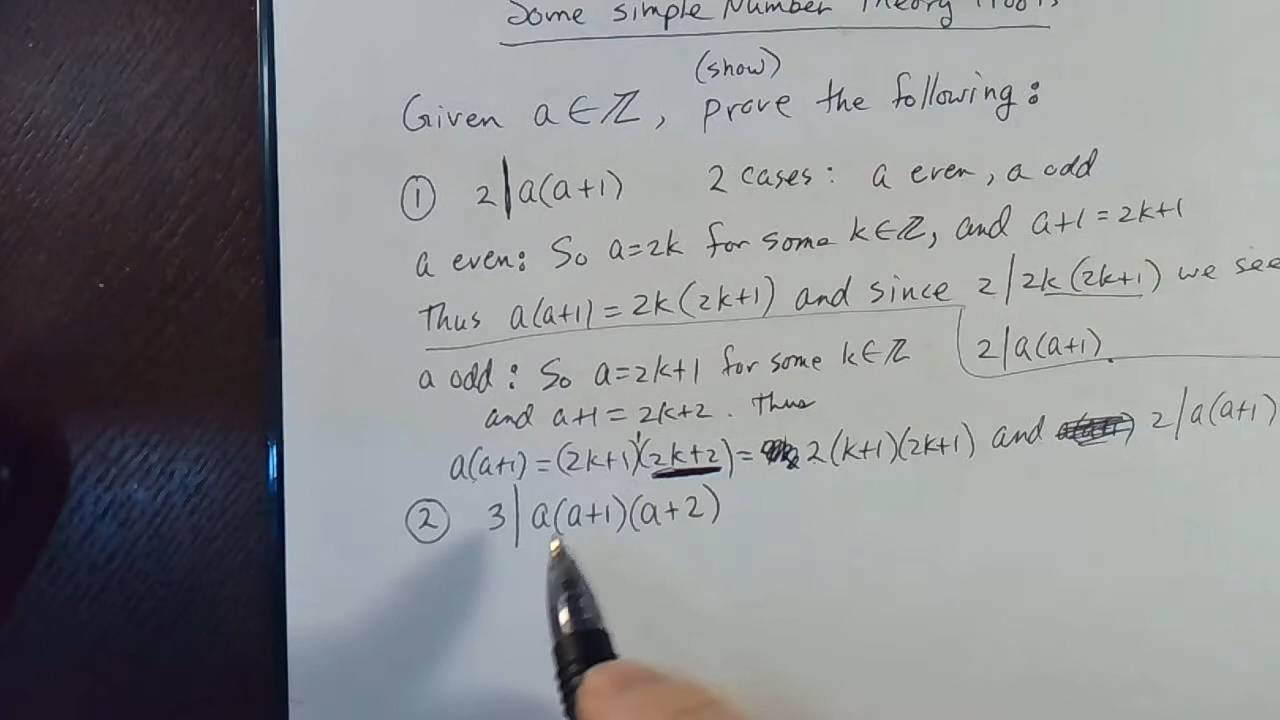 Some simple Number Theory
(show)
Given a ∈ ℤ, prove the following:
① 2|a(a+1) 2 cases: a even, a odd
a even: So a=2k for some k∈ℤ, and a+1=2k+1
Thus a(a+1)=2k(2k+1) and since 2|2k(2k+1) we see
2|a(a+1).
a odd: So a=2k+1 for some k∈ℤ
and a+1=2k+2. Thus
a(a+1)=(2k+1)(2k+2)= 2(k+1)(2k+1) and 2|a(a+1)
② 3|a(a+1)(a+2)